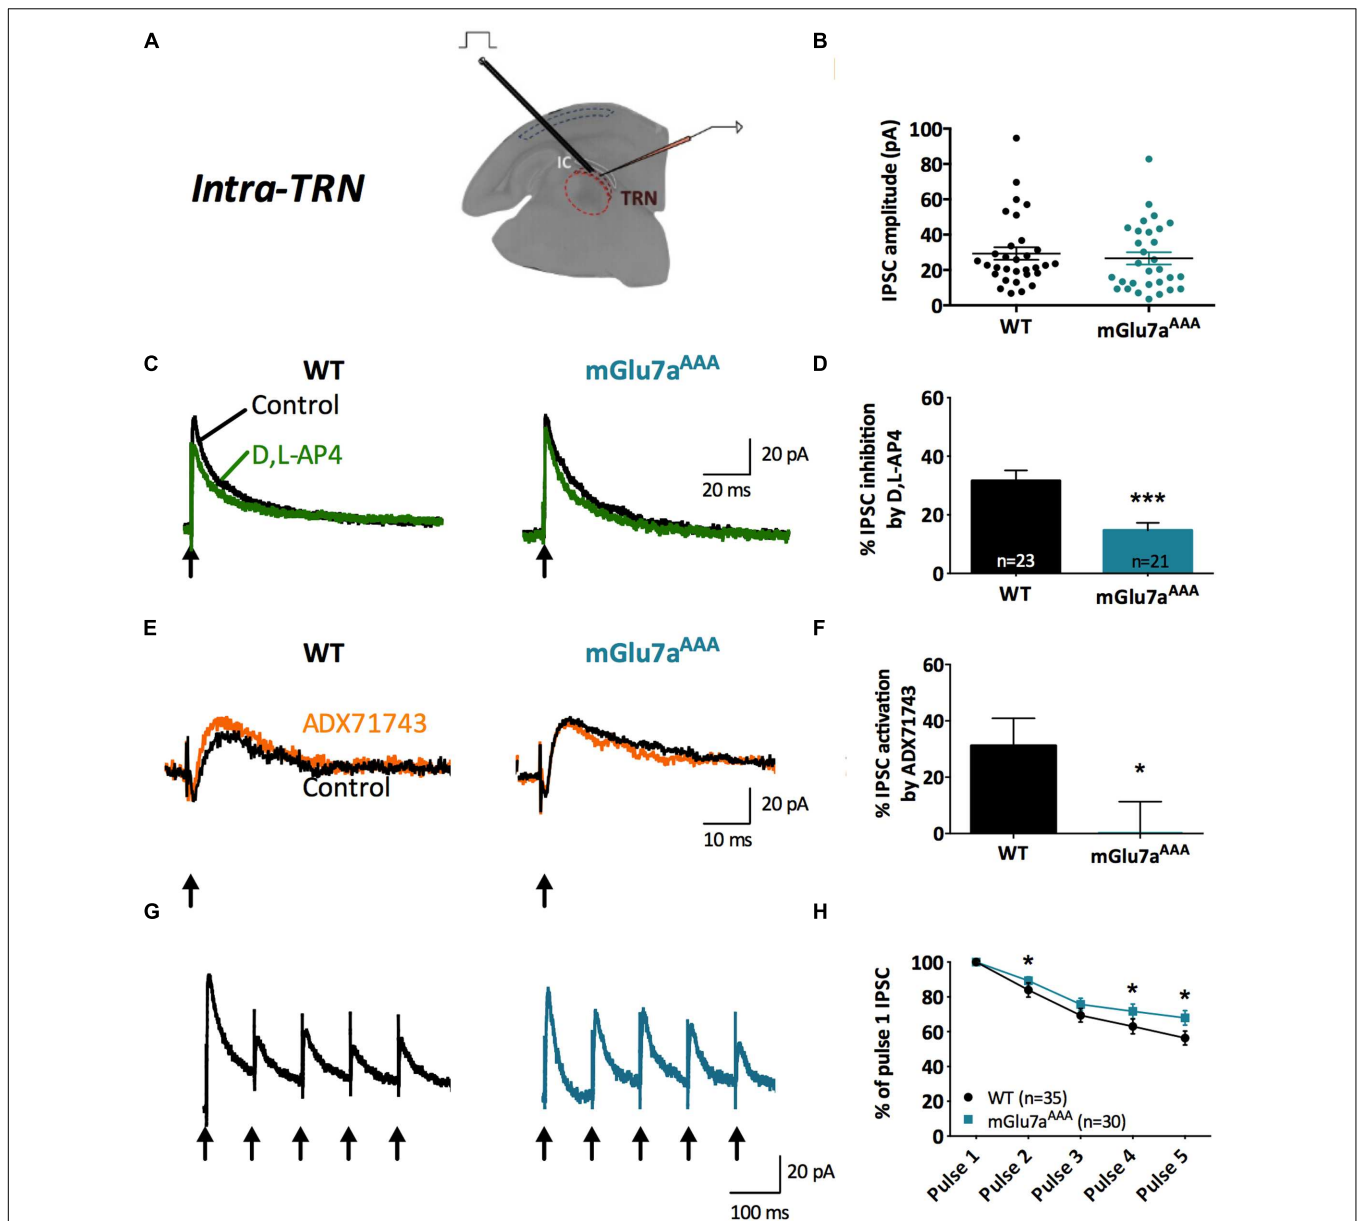 A
Intra-TRN
IC
TRN
B
IPSC amplitude (pA)
100
80
60
40
20
0
WT
mGlu7aAAA
C
WT
Control
D,L-AP4
mGlu7aAAA
20 pA
20 ms
D
% IPSC inhibition
by D,L-AP4
60
40
20
0
***
n=23
n=21
WT
mGlu7aAAA
E
WT
ADX71743
Control
mGlu7aAAA
20 pA
10 ms
F
% IPSC activation
by ADX71743
60
40
20
0
*
WT
mGlu7aAAA
G
20 pA
100 ms
H
% of pulse 1 IPSC
100
80
60
40
20
0
*
*
*
WT (n=35)
mGlu7aAAA (n=30)
Pulse 1
Pulse 2
Pulse 3
Pulse 4
Pulse 5